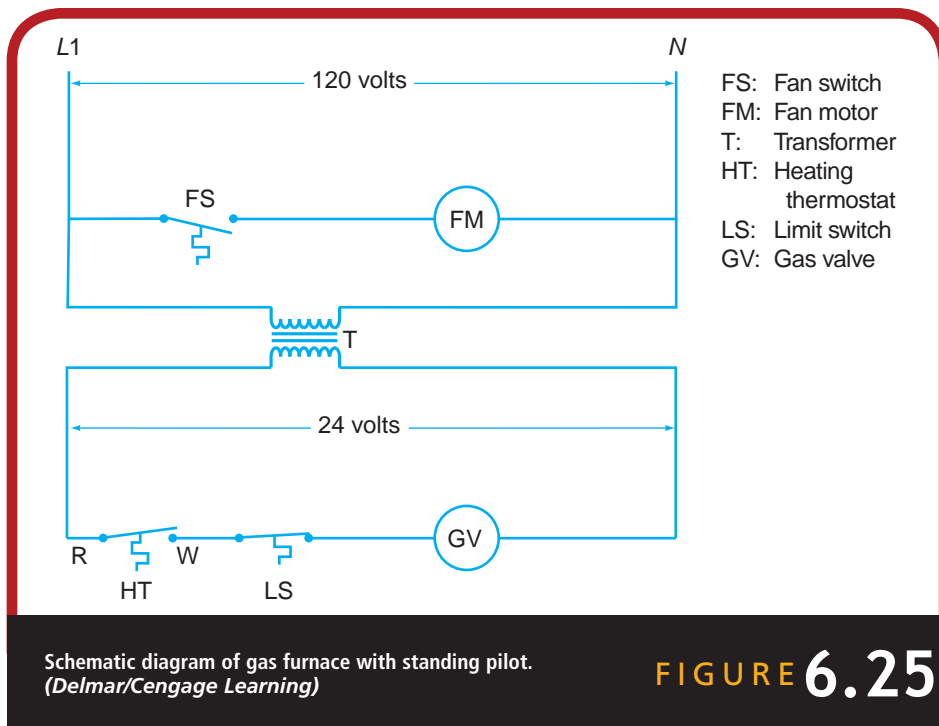 L1 N
120 volts
FS: Fan switch
FM: Fan motor
T: Transformer
HT: Heating
thermostat
LS: Limit switch
GV: Gas valve
FS
FM
T
24 volts
R W GV
HT LS
Schematic diagram of gas furnace with standing pilot.
(Delmar/Cengage Learning)
FIGURE 6.25